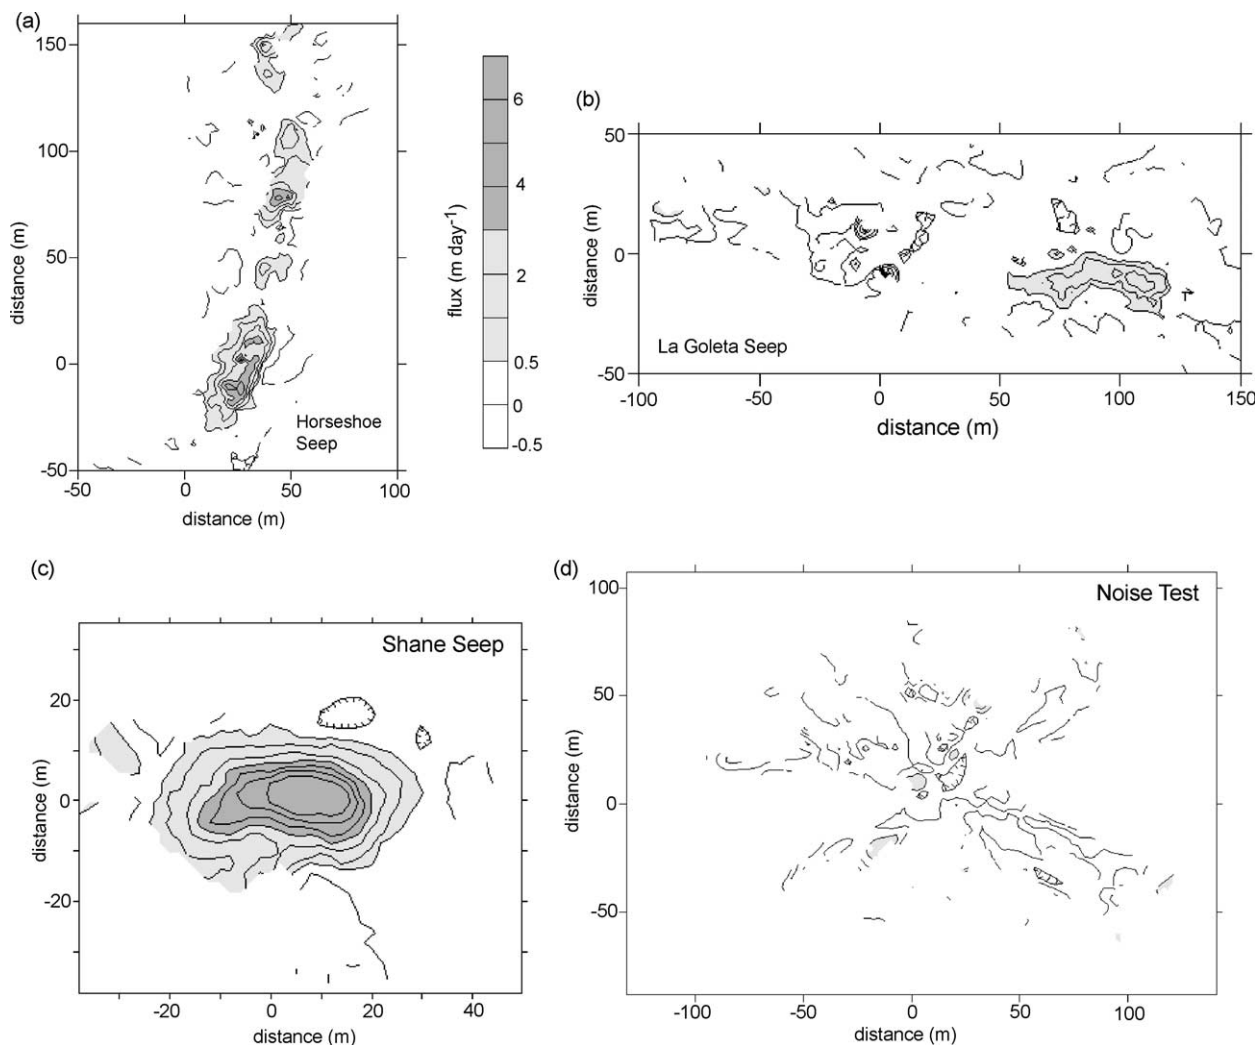 (a)
150
100
50
0
-50
distance (m)
-50 0 50 100
distance (m)
Horseshoe
Seep
flux (m day-1)
6
4
2
0.5
0
-0.5
(b)
50
0
-50
distance (m)
La Goleta Seep
-100 -50 0 50 100 150
distance (m)
(c)
Shane Seep
20
0
-20
distance (m)
-20 0 20 40
distance (m)
(d)
Noise Test
100
50
0
-50
distance (m)
-100 -50 0 50 100
distance (m)